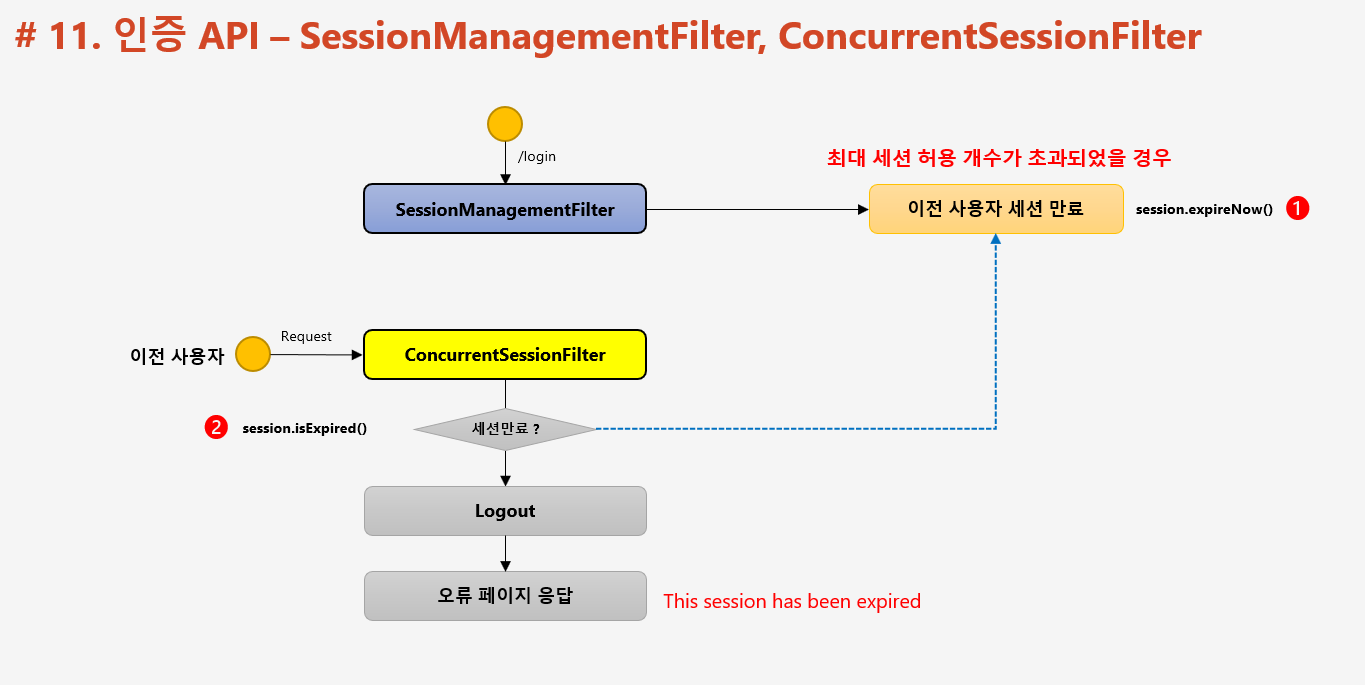 # 11. 인증 API – SessionManagementFilter, ConcurrentSessionFilter
/login
최대 세션 허용 개수가 초과되었을 경우
SessionManagementFilter
이전 사용자 세션 만료
session.expireNow()
1
이전 사용자
Request
ConcurrentSessionFilter
2
session.isExpired()
세션만료 ?
Logout
오류 페이지 응답
This session has been expired